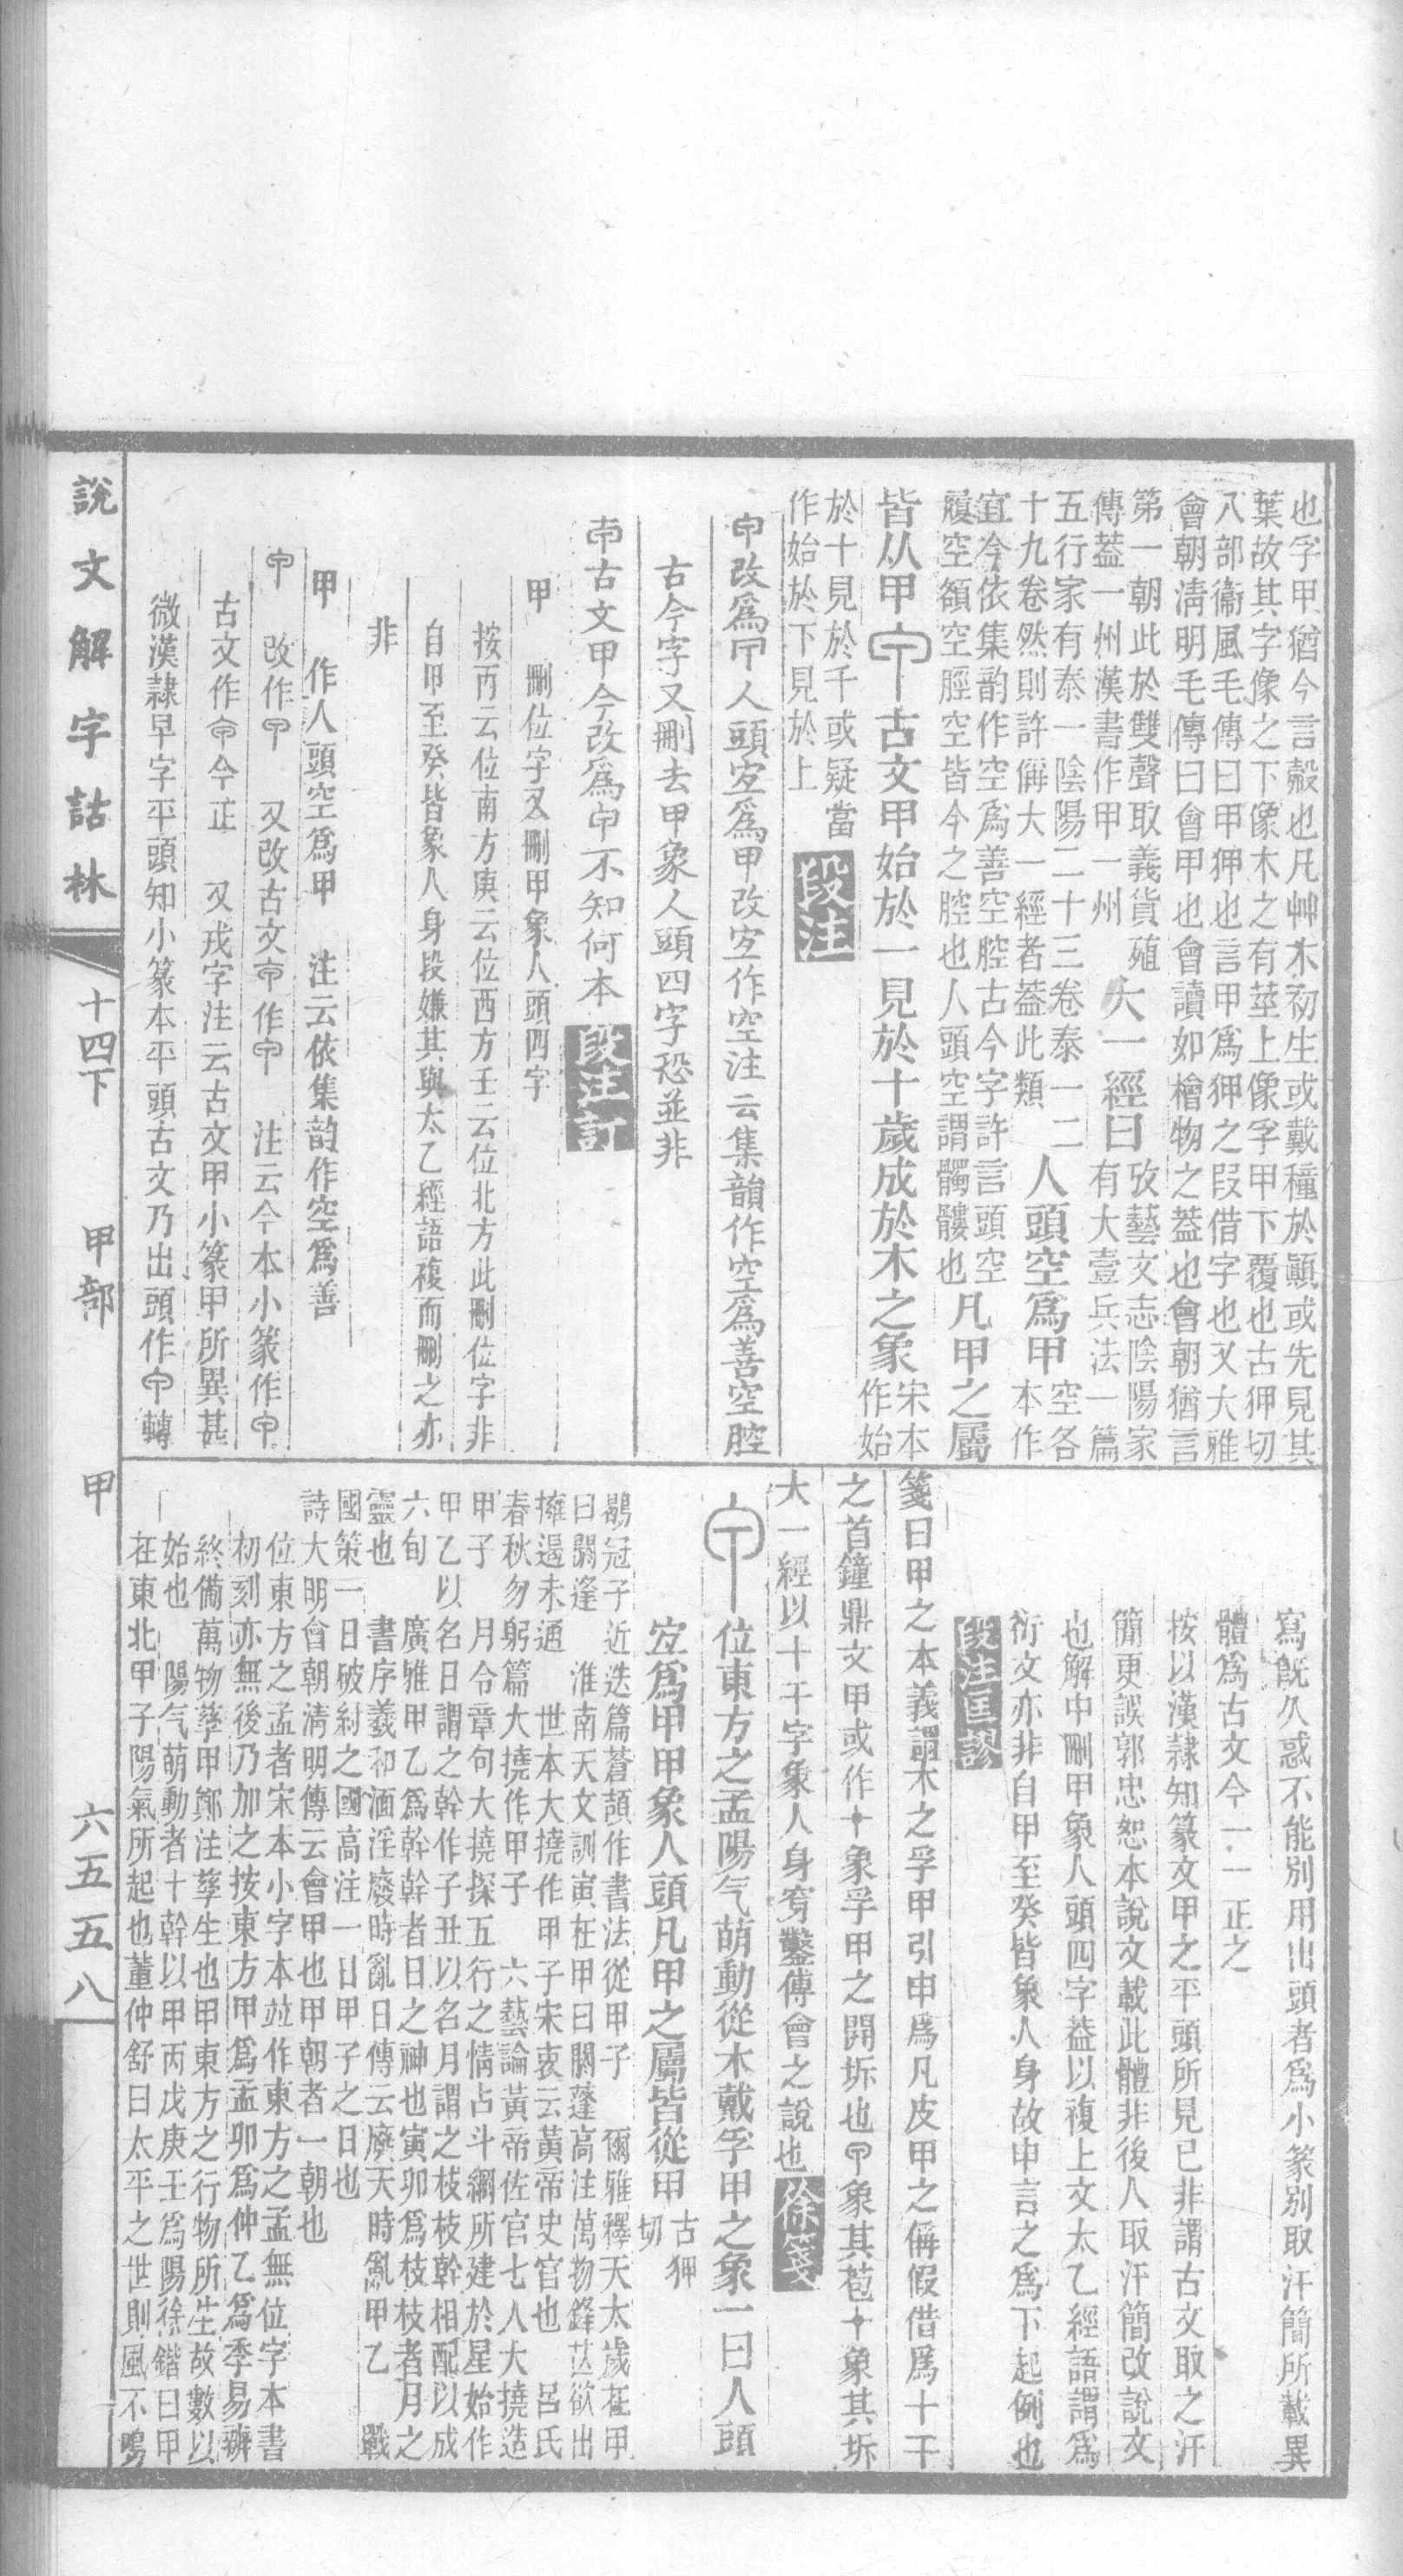 也孚甲猶今言殼也凡艸木初生或戴穜於顚或先見其
葉故其字像之下像木之有莖上像孚甲下覆也古狎切
八部衞風毛傳曰甲狎也言甲爲狎之叚借字也又大雅
會朝淸明毛傳曰會甲也會讀如檜物之葢也會朝猶言
第一朝此於雙聲取義貨殖
傳葢一州漢書作甲一州
大一經曰
攷藝文志陰陽家
有大壹兵法一篇
五行家有泰一陰陽二十三卷泰一二
十九卷然則許偁大一經者葢此類
人頭空爲甲
空各
本作
宜今依集韵作空爲善空腔古今字許言頭空
履空頟空脛空皆今之腔也人頭空謂髑髏也
凡甲之屬
皆从甲
古文甲始於一見於十歲成於木之象
宋本
作始
於十見於千或疑當
作始於下見於上
段注
改爲
人頭宐爲甲改宐作空注云集韻作空爲善空腔
古今字又刪去甲象人頭四字恐並非
古文甲今改爲
不知何本
段注訂
甲 刪位字又刪甲象人頭四字
按丙云位南方庚云位西方壬云位北方此刪位字非
自甲至癸皆象人身段嫌其與太乙經語複而刪之亦
非
甲 作人頭空爲甲 注云依集韵作空爲善
改作
又改古文
作
注云今本小篆作
古文作
今正 又戎字注云古文甲小篆甲所異甚
微漢隷早字平頭知小篆本平頭古文乃出頭作
轉
寫旣久惑不能別用出頭者爲小篆別取汗簡所載異
體爲古文今一一正之
按以漢隷知篆文甲之平頭所見已非謂古文取之汗
簡更誤郭忠恕本說文載此體非後人取汗簡改說文
也解中刪甲象人頭四字葢以複上文太乙經語謂爲
衍文亦非自甲至癸皆象人身故申言之爲下起例也
段注匡謬
箋曰甲之本義謂木之孚甲引申爲凡皮甲之偁假借爲十干
之首鐘鼎文甲或作十象孚甲之開坼也
象其苞十象其坼
大一經以十干字象人身穿鑿傅會之說也
徐箋
位東方之孟陽气萌動從木戴孚甲之象一曰人頭
宐爲甲甲象人頭凡甲之屬皆從甲
古狎
切
鶡冠子近迭篇蒼頡作書法從甲子 爾雅釋天太歲在甲
曰閼逢 淮南天文訓寅在甲曰閼蓬高注萬物鋒芒欲出
擁遏未通 世本大撓作甲子宋衷云黃帝史官也 呂氏
春秋勿躬篇大撓作甲子 六藝論黃帝佐官七人大撓造
甲子 月令章句大撓探五行之情占斗綱所建於星始作
甲乙以名日謂之幹作子丑以名月謂之枝枝幹相配以成
六旬 廣雅甲乙爲幹幹者日之神也寅卯爲枝枝者月之
靈也 書序羲和湎淫廢時亂日傳云廢天時亂甲乙 戰
國策一日破紂之國高注一日甲子之日也
詩大明會朝淸明傳云會甲也甲朝者一朝也
位東方之孟者宋本小字本竝作東方之孟無位字本書
初刻亦無後乃加之按東方甲爲孟卯爲仲乙爲季易辨
終備萬物孳甲鄭注孳生也甲東方之行物所生故數以
始也 陽气萌動者十幹以甲丙戊庚壬爲陽徐鍇曰甲
在東北甲子陽氣所起也董仲舒曰太平之世則風不鳴
說文解字詁林 十四下 甲部 甲 六五五八